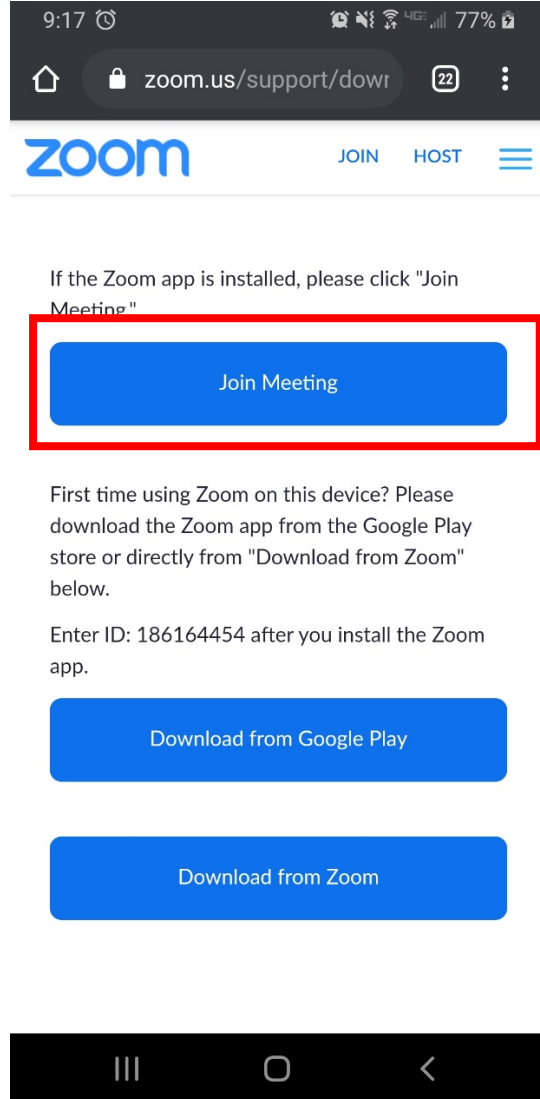 9:17 4GE 77%
zoom.us/support/dowr 22
zoom JOIN HOST
If the Zoom app is installed, please click "Join
Meeting."
Join Meeting
First time using Zoom on this device? Please
download the Zoom app from the Google Play
store or directly from "Download from Zoom"
below.
Enter ID: 186164454 after you install the Zoom
app.
Download from Google Play
Download from Zoom